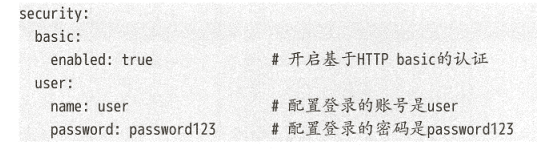 security:
  basic:
    enabled: true # 开启基于HTTP basic的认证
  user:
    name: user # 配置登录的账号是user
    password: password123 # 配置登录的密码是password123